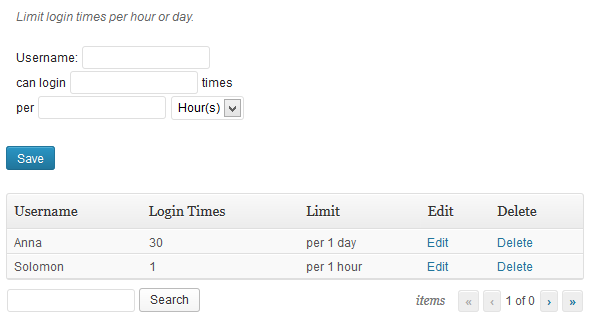 Limit login times per hour or day.
Username:
can login times
per Hour(s)
Save
Username Login Times Limit Edit Delete
Anna 30 per 1 day Edit Delete
Solomon 1 per 1 hour Edit Delete
Search items « ‹ 1 of 0 › »